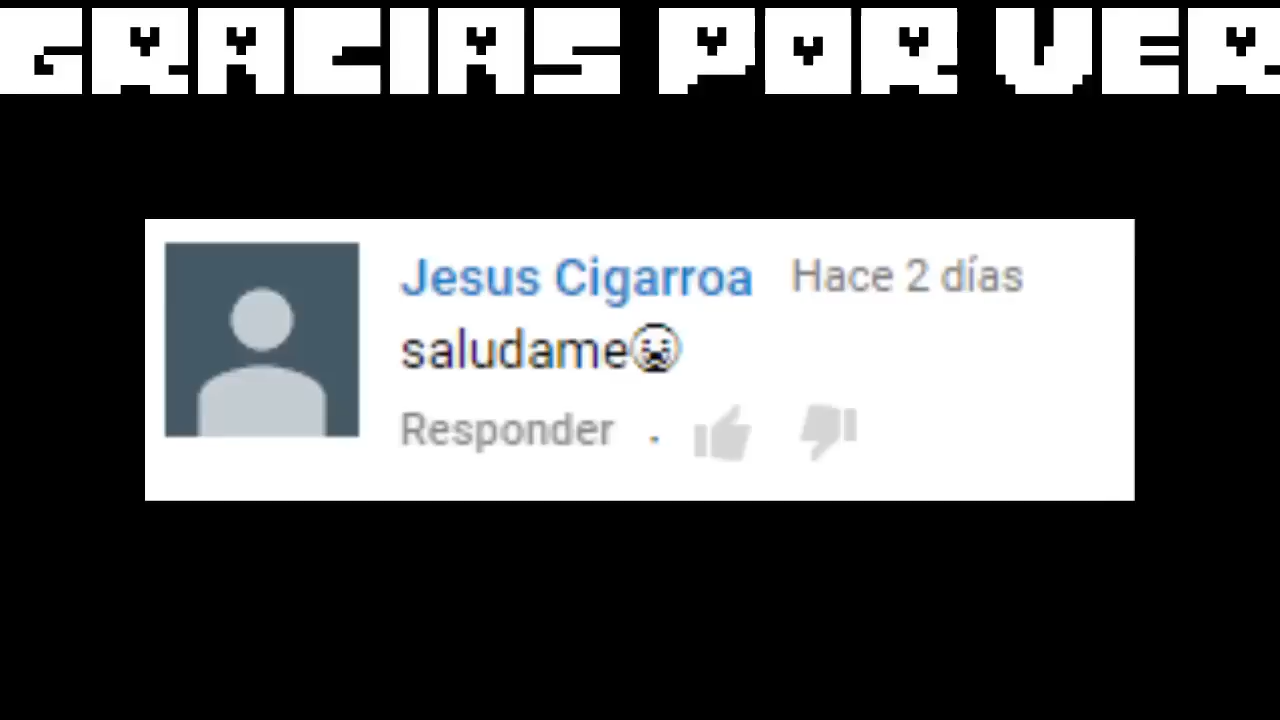 GRACIAS POR VER
Jesus Cigarroa Hace 2 días
saludame😭
Responder .